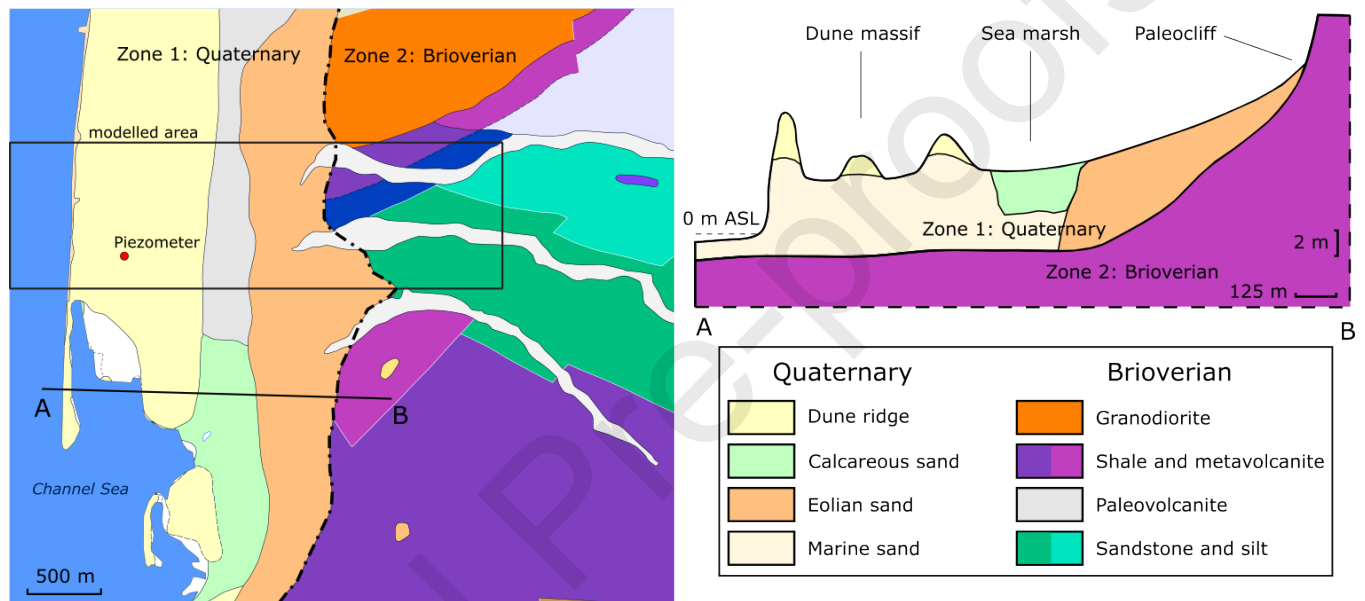 Zone 1: Quaternary
Zone 2: Brioverian
modelled area
Piezometer
A
B
Channel Sea
500 m
Dune massif
Sea marsh
Paleocliff
0 m ASL
Zone 1: Quaternary
2 m
Zone 2: Brioverian
125 m
A
B
Quaternary
Brioverian
Dune ridge
Granodiorite
Calcareous sand
Shale and metavolcanite
Eolian sand
Paleovolcanite
Marine sand
Sandstone and silt
l Pre-proofs